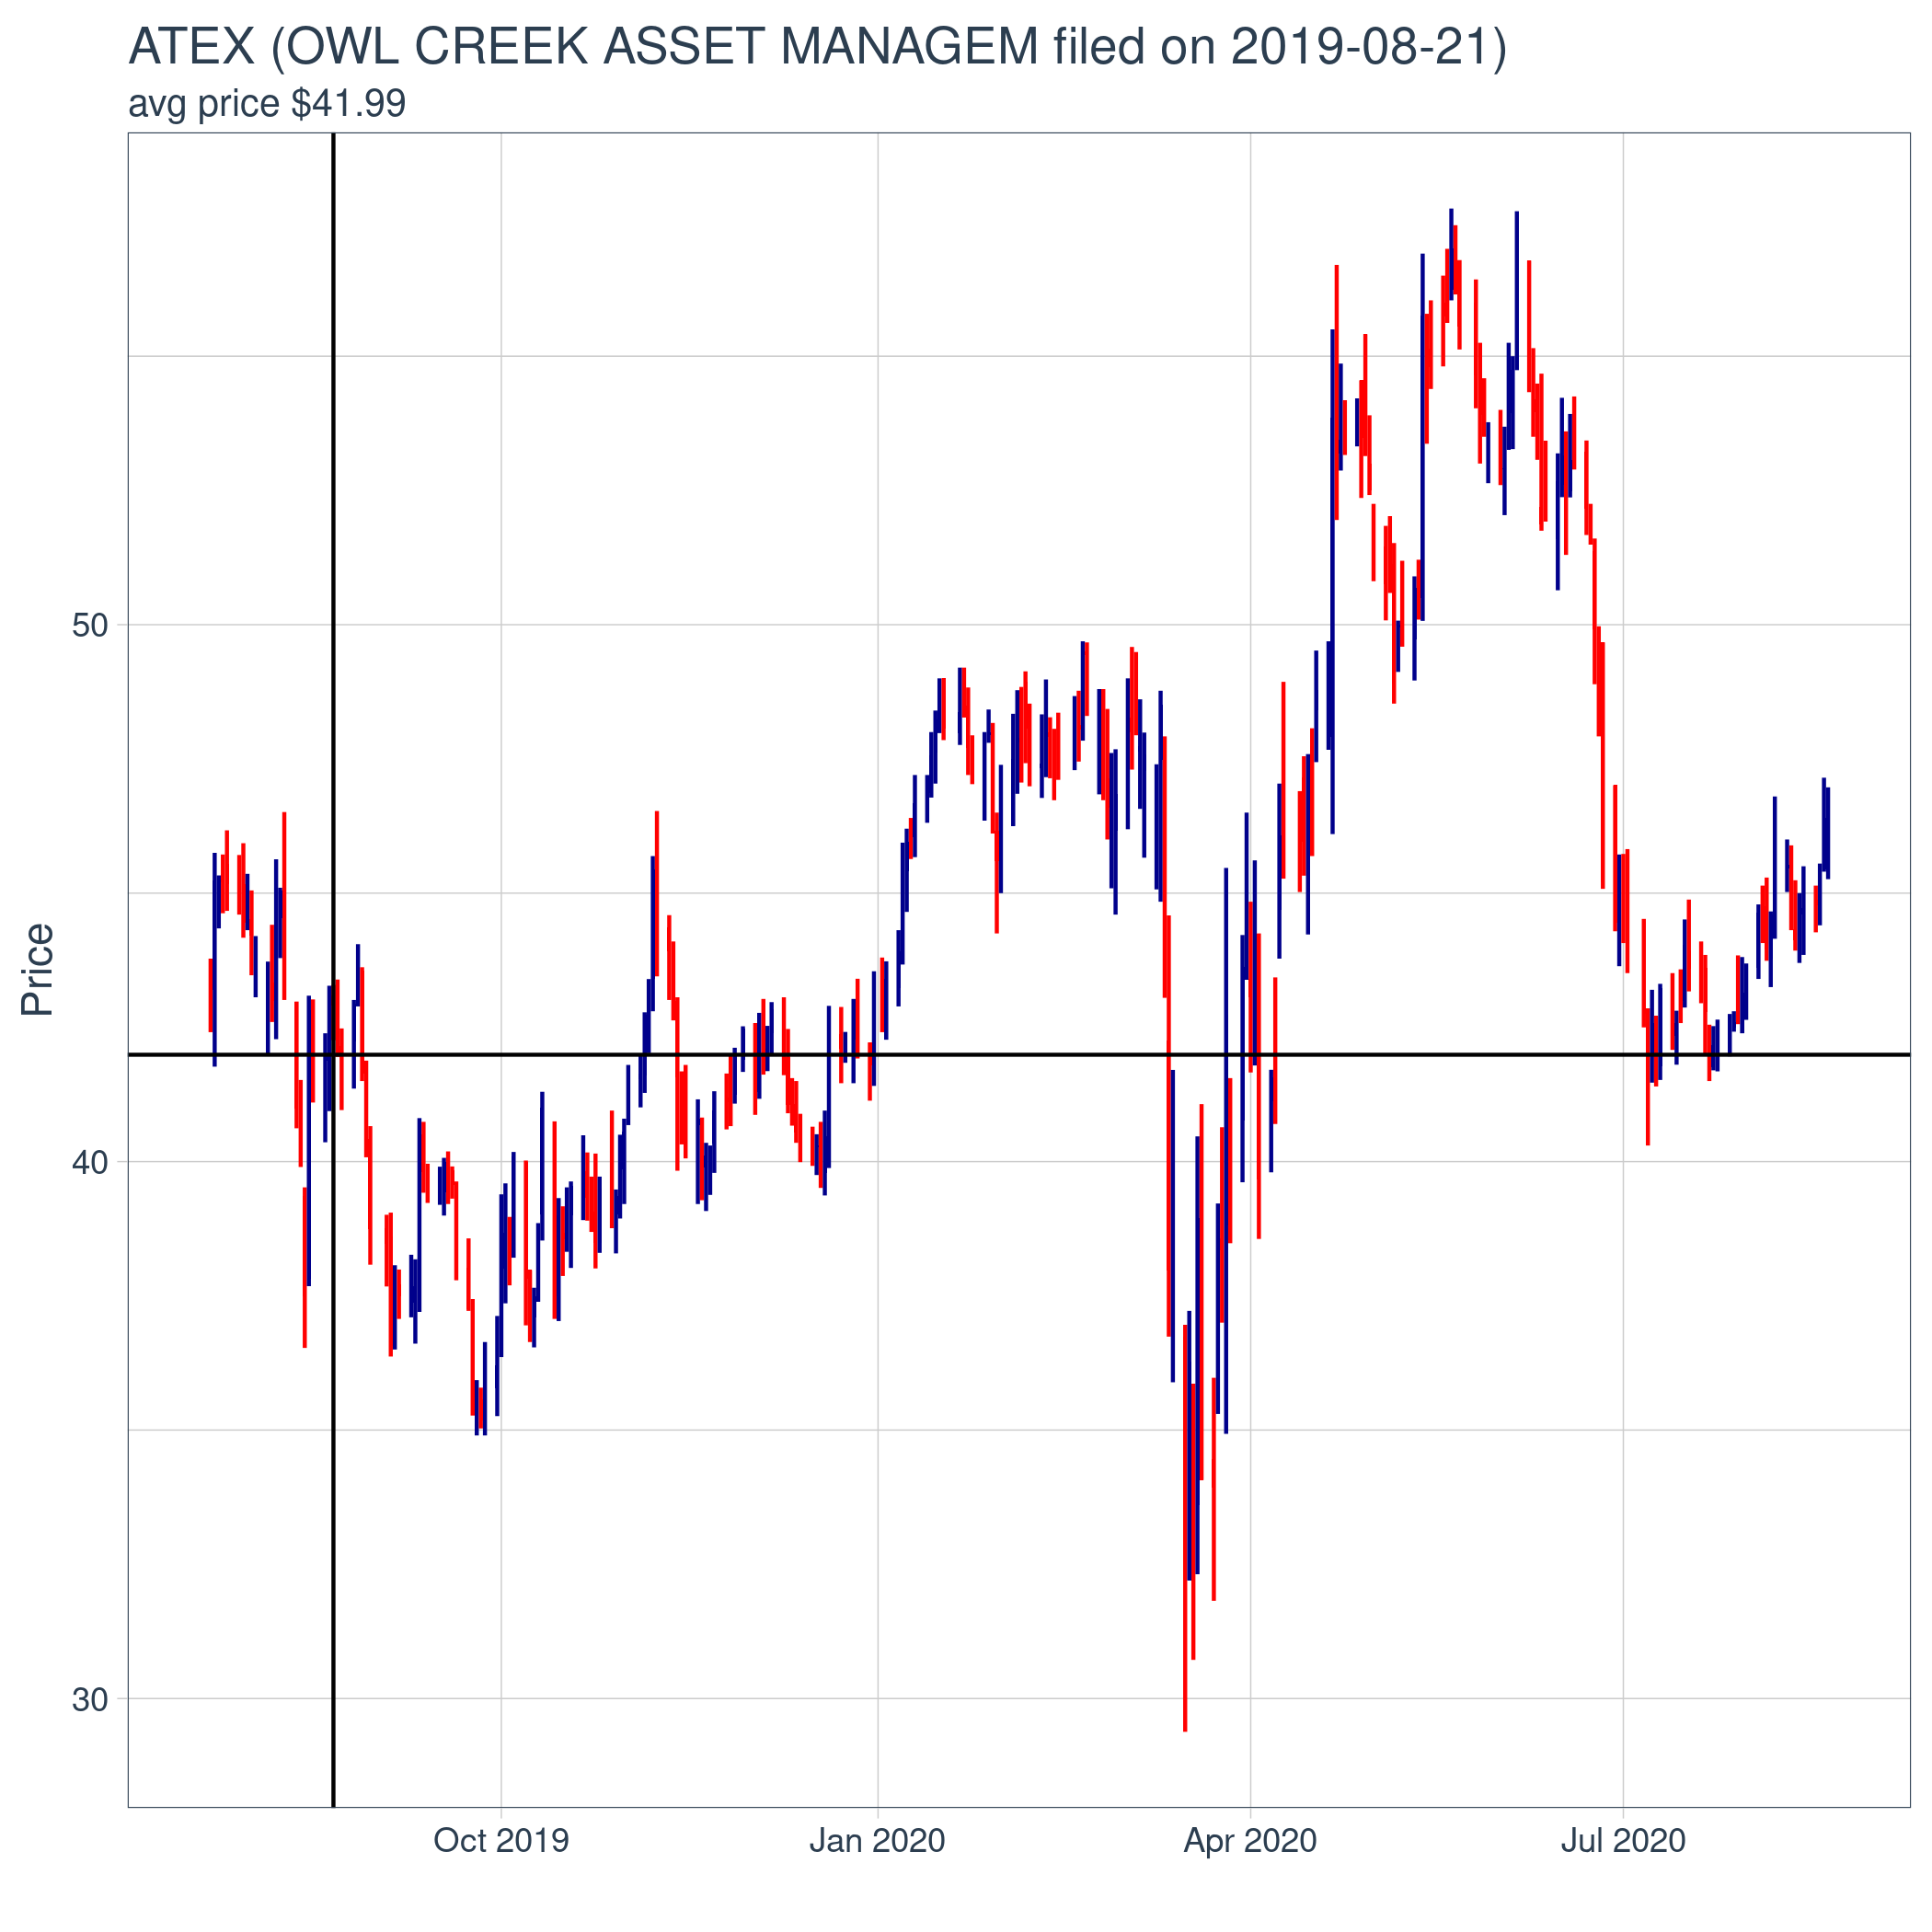 ATEX (OWL CREEK ASSET MANAGEM filed on 2019-08-21)
avg price $41.99
Price
50
40
30
Oct 2019
Jan 2020
Apr 2020
Jul 2020